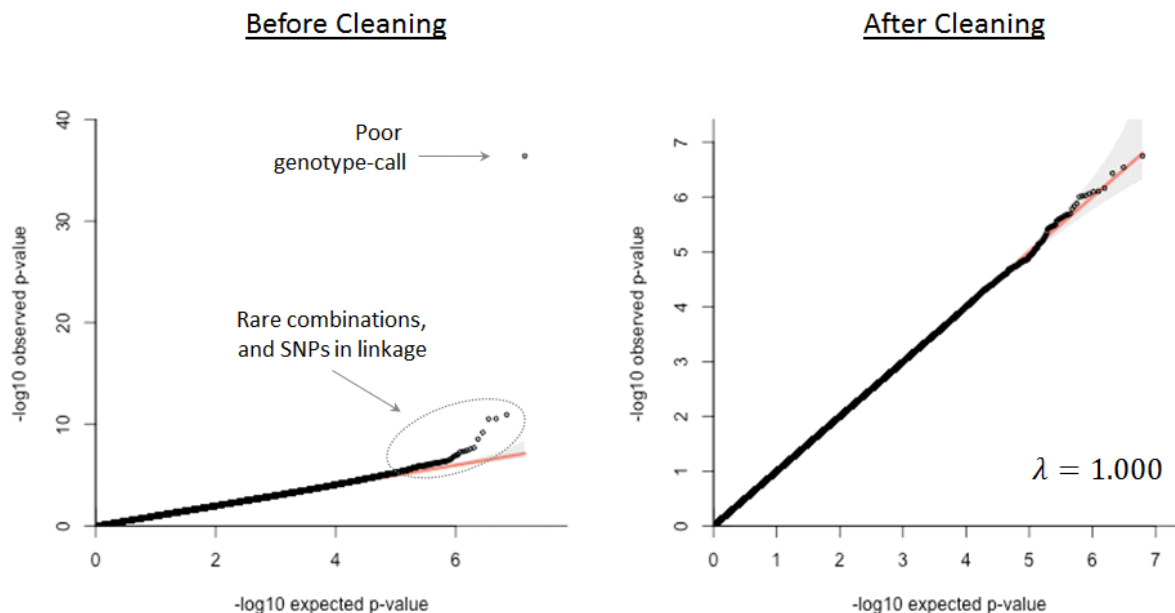 Before Cleaning
After Cleaning
40
30
20
10
0
-log10 observed p-value
Poor
genotype-call
Rare combinations,
and SNPs in linkage
0 2 4 6
-log10 expected p-value
7
6
5
4
3
2
1
0
-log10 observed p-value
λ = 1.000
0 1 2 3 4 5 6 7
-log10 expected p-value